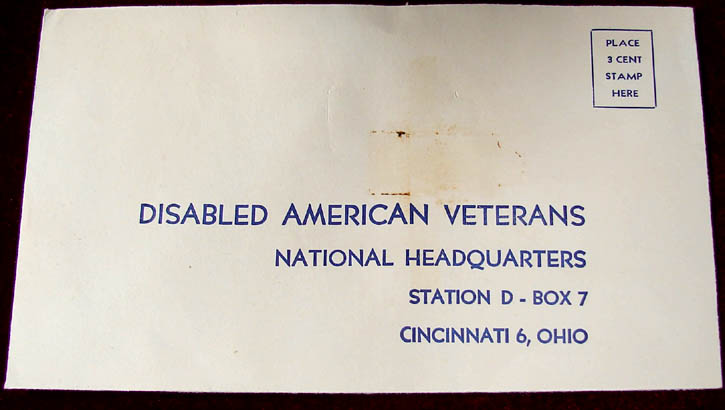 PLACE
3 CENT
STAMP
HERE
DISABLED AMERICAN VETERANS
NATIONAL HEADQUARTERS
STATION D - BOX 7
CINCINNATI 6, OHIO